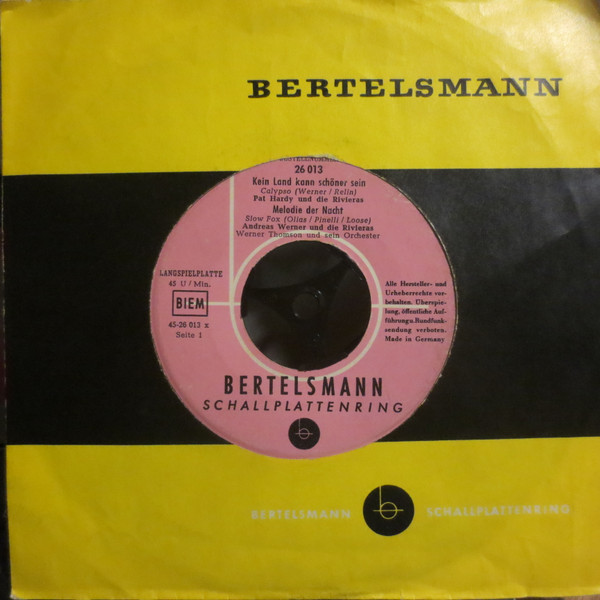 BERTELSMANN
BESTELLNUMMER
26 013
Kein Land kann schöner sein
Calypso (Werner / Relin)
Pat Hardy und die Rivieras
Melodie der Nacht
Slow Fox (Olias / Pinelli / Loose)
Andreas Werner und die Rivieras
Werner Thomson und sein Orchester
LANGSPIELPLATTE
45 U / Min.
BIEM
45-26 013 x
Seite 1
Alle Hersteller- und
Urheberrechte vor-
behalten. Überspie-
lung, öffentliche Auf-
führung u. Rundfunk-
sendung verboten.
Made in Germany
BERTELSMANN
SCHALLPLATTENRING
b
BERTELSMANN b SCHALLPLATTENRING